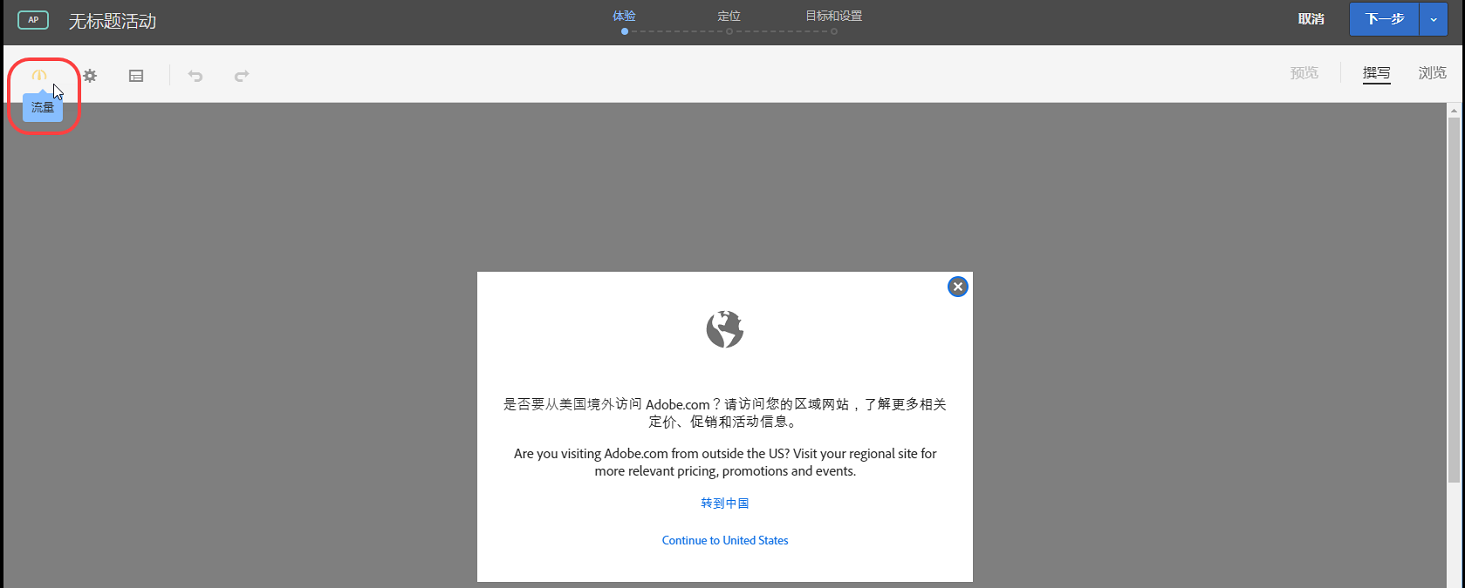 AP 无标题活动 体验 定位 目标和设置 取消 下一步
预览 撰写 浏览
流量
是否要从美国境外访问 Adobe.com？请访问您的区域网站，了解更多相关
定价、促销和活动信息。
Are you visiting Adobe.com from outside the US? Visit your regional site for
more relevant pricing, promotions and events.
转到中国
Continue to United States